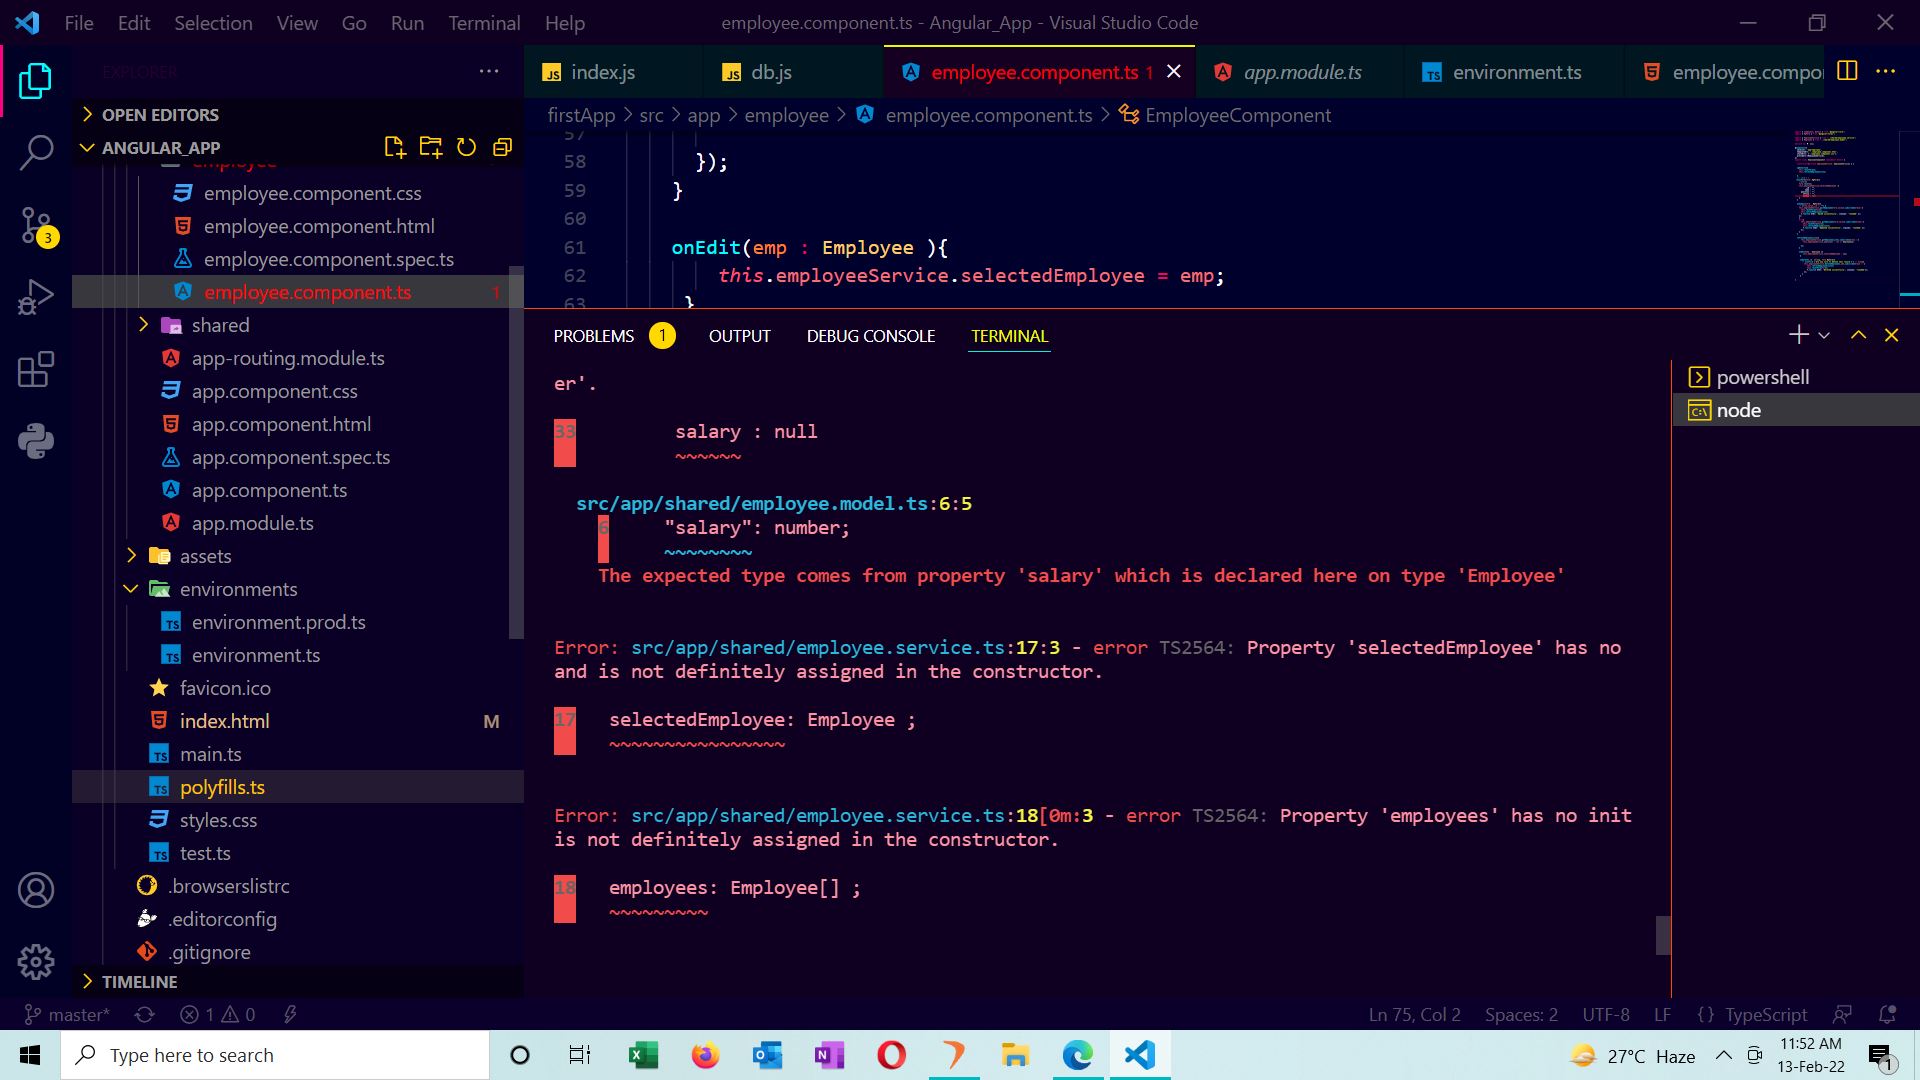 File Edit Selection View Go Run Terminal Help
employee.component.ts - Angular_App - Visual Studio Code
EXPLORER
OPEN EDITORS
ANGULAR_APP
employee
employee.component.css
employee.component.html
employee.component.spec.ts
employee.component.ts 1
shared
app-routing.module.ts
app.component.css
app.component.html
app.component.spec.ts
app.component.ts
app.module.ts
assets
environments
environment.prod.ts
environment.ts
favicon.ico
index.html M
main.ts
polyfills.ts
styles.css
test.ts
.browserslistrc
.editorconfig
.gitignore
TIMELINE
3
index.js db.js employee.component.ts 1 app.module.ts environment.ts employee.compo
firstApp > src > app > employee > employee.component.ts > EmployeeComponent
57
58 });
59 }
60
61 onEdit(emp : Employee ){
62 this.employeeService.selectedEmployee = emp;
63 }
PROBLEMS 1 OUTPUT DEBUG CONSOLE TERMINAL
powershell
node
er'.
33 salary : null
~~~~~~
src/app/shared/employee.model.ts:6:5
6 "salary": number;
~~~~~~~~
The expected type comes from property 'salary' which is declared here on type 'Employee'
Error: src/app/shared/employee.service.ts:17:3 - error TS2564: Property 'selectedEmployee' has no
and is not definitely assigned in the constructor.
17 selectedEmployee: Employee ;
~~~~~~~~~~~~~~~~
Error: src/app/shared/employee.service.ts:18[0m:3 - error TS2564: Property 'employees' has no init
is not definitely assigned in the constructor.
18 employees: Employee[] ;
~~~~~~~~~
master* 1 0 Ln 75, Col 2 Spaces: 2 UTF-8 LF {} TypeScript
Type here to search
27°C Haze
11:52 AM
13-Feb-22
1